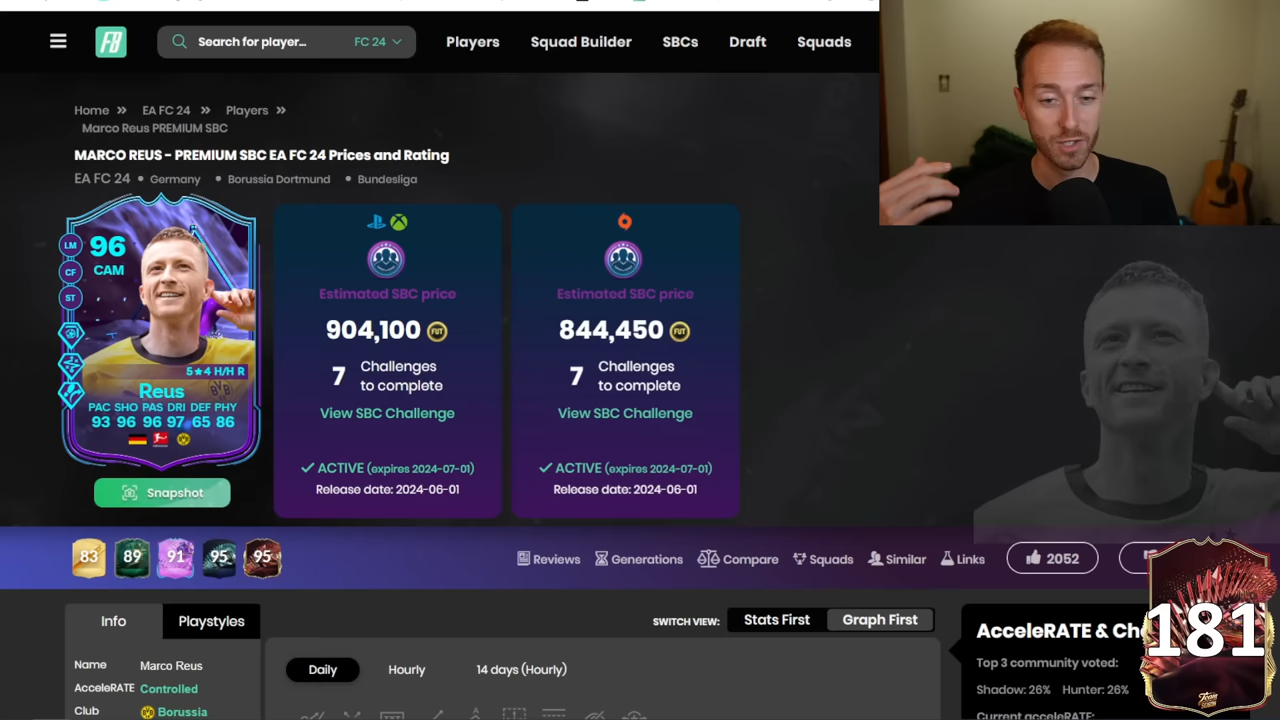 FB
Search for player...
FC 24
Players
Squad Builder
SBCs
Draft
Squads
Home » EA FC 24 » Players »
Marco Reus PREMIUM SBC
MARCO REUS - PREMIUM SBC EA FC 24 Prices and Rating
EA FC 24 • Germany • Borussia Dortmund • Bundesliga
LM
96
CAM
CF
ST
5★4 H/H R
Reus
PAC SHO PAS DRI DEF PHY
93 96 96 97 65 86
Snapshot
Estimated SBC price
904,100 FUT
7 Challenges
to complete
View SBC Challenge
✓ ACTIVE (expires 2024-07-01)
Release date: 2024-06-01
Estimated SBC price
844,450 FUT
7 Challenges
to complete
View SBC Challenge
✓ ACTIVE (expires 2024-07-01)
Release date: 2024-06-01
83
89
91
95
95
Reviews
Generations
Compare
Squads
Similar
Links
2052
Info
Playstyles
SWITCH VIEW:
Stats First
Graph First
Name Marco Reus
AcceleRATE Controlled
Club Borussia
Daily
Hourly
14 days (Hourly)
AcceleRATE & Ch
Top 3 community voted:
Shadow: 26% Hunter: 26%
Current acceleRATE:
181